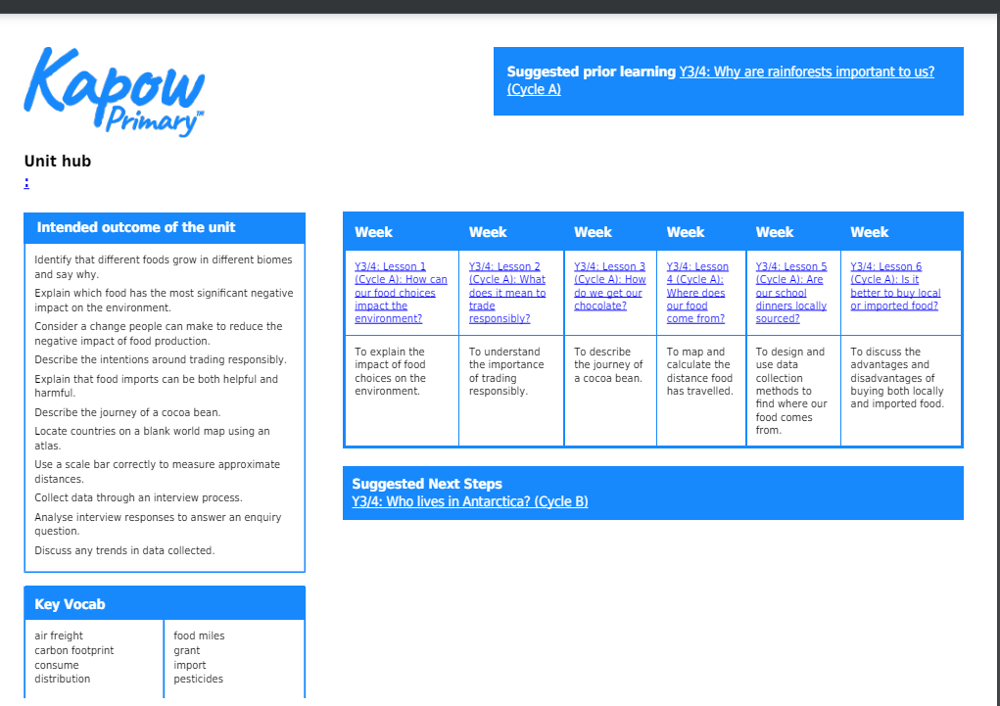 Kapow
Primary™
Suggested prior learning Y3/4: Why are rainforests important to us?
(Cycle A)
Unit hub
:
Intended outcome of the unit
Identify that different foods grow in different biomes
and say why.
Explain which food has the most significant negative
impact on the environment.
Consider a change people can make to reduce the
negative impact of food production.
Describe the intentions around trading responsibly.
Explain that food imports can be both helpful and
harmful.
Describe the journey of a cocoa bean.
Locate countries on a blank world map using an
atlas.
Use a scale bar correctly to measure approximate
distances.
Collect data through an interview process.
Analyse interview responses to answer an enquiry
question.
Discuss any trends in data collected.
Key Vocab
air freight
carbon footprint
consume
distribution
food miles
grant
import
pesticides
Week
Week
Week
Week
Week
Week
Y3/4: Lesson 1
(Cycle A): How can
our food choices
impact the
environment?
Y3/4: Lesson 2
(Cycle A): What
does it mean to
trade
responsibly?
Y3/4: Lesson 3
(Cycle A): How
do we get our
chocolate?
Y3/4: Lesson
4 (Cycle A):
Where does
our food
come from?
Y3/4: Lesson 5
(Cycle A): Are
our school
dinners locally
sourced?
Y3/4: Lesson 6
(Cycle A): Is it
better to buy local
or imported food?
To explain the
impact of food
choices on the
environment.
To understand
the importance
of trading
responsibly.
To describe
the journey of
a cocoa bean.
To map and
calculate the
distance food
has travelled.
To design and
use data
collection
methods to
find where our
food comes
from.
To discuss the
advantages and
disadvantages of
buying both locally
and imported food.
Suggested Next Steps
Y3/4: Who lives in Antarctica? (Cycle B)